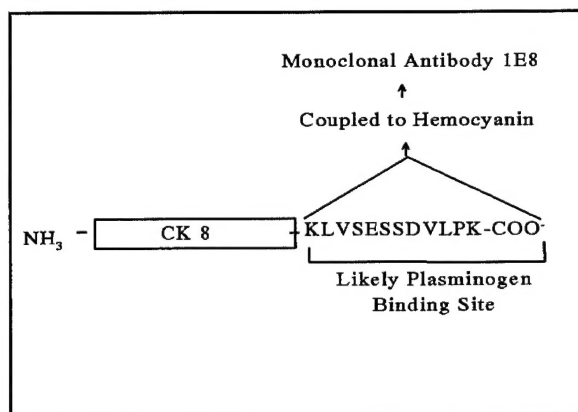 Monoclonal Antibody 1E8
Coupled to Hemocyanin
NH3 - CK 8 - KLVSESSDVLPK-COO-
Likely Plasminogen
Binding Site